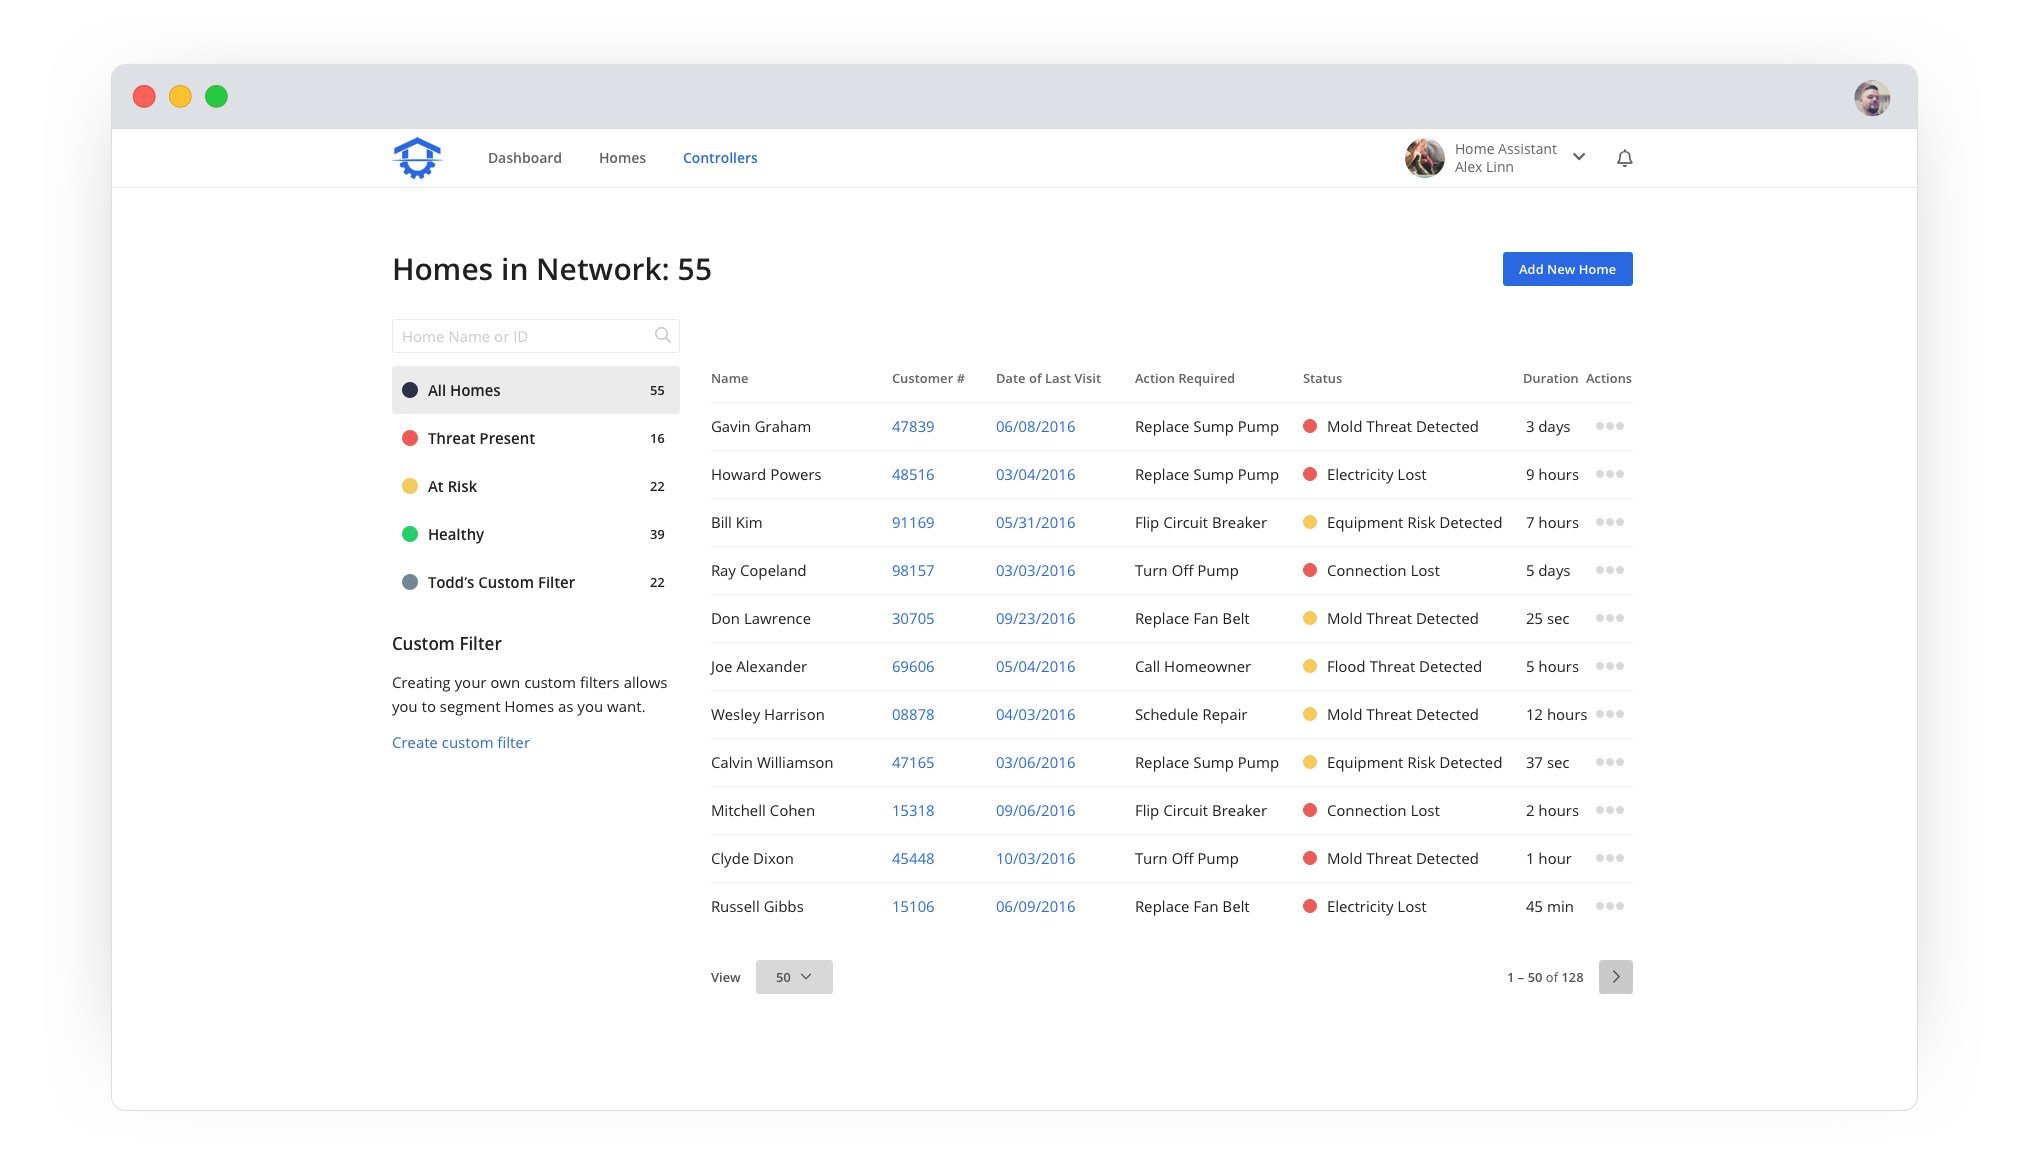 Dashboard Homes Controllers
Home Assistant
Alex Linn
Homes in Network: 55
Add New Home
Home Name or ID
All Homes 55
Threat Present 16
At Risk 22
Healthy 39
Todd’s Custom Filter 22
Custom Filter
Creating your own custom filters allows
you to segment Homes as you want.
Create custom filter
Name Customer # Date of Last Visit Action Required Status Duration Actions
Gavin Graham 47839 06/08/2016 Replace Sump Pump Mold Threat Detected 3 days
Howard Powers 48516 03/04/2016 Replace Sump Pump Electricity Lost 9 hours
Bill Kim 91169 05/31/2016 Flip Circuit Breaker Equipment Risk Detected 7 hours
Ray Copeland 98157 03/03/2016 Turn Off Pump Connection Lost 5 days
Don Lawrence 30705 09/23/2016 Replace Fan Belt Mold Threat Detected 25 sec
Joe Alexander 69606 05/04/2016 Call Homeowner Flood Threat Detected 5 hours
Wesley Harrison 08878 04/03/2016 Schedule Repair Mold Threat Detected 12 hours
Calvin Williamson 47165 03/06/2016 Replace Sump Pump Equipment Risk Detected 37 sec
Mitchell Cohen 15318 09/06/2016 Flip Circuit Breaker Connection Lost 2 hours
Clyde Dixon 45448 10/03/2016 Turn Off Pump Mold Threat Detected 1 hour
Russell Gibbs 15106 06/09/2016 Replace Fan Belt Electricity Lost 45 min
View 50 1 – 50 of 128